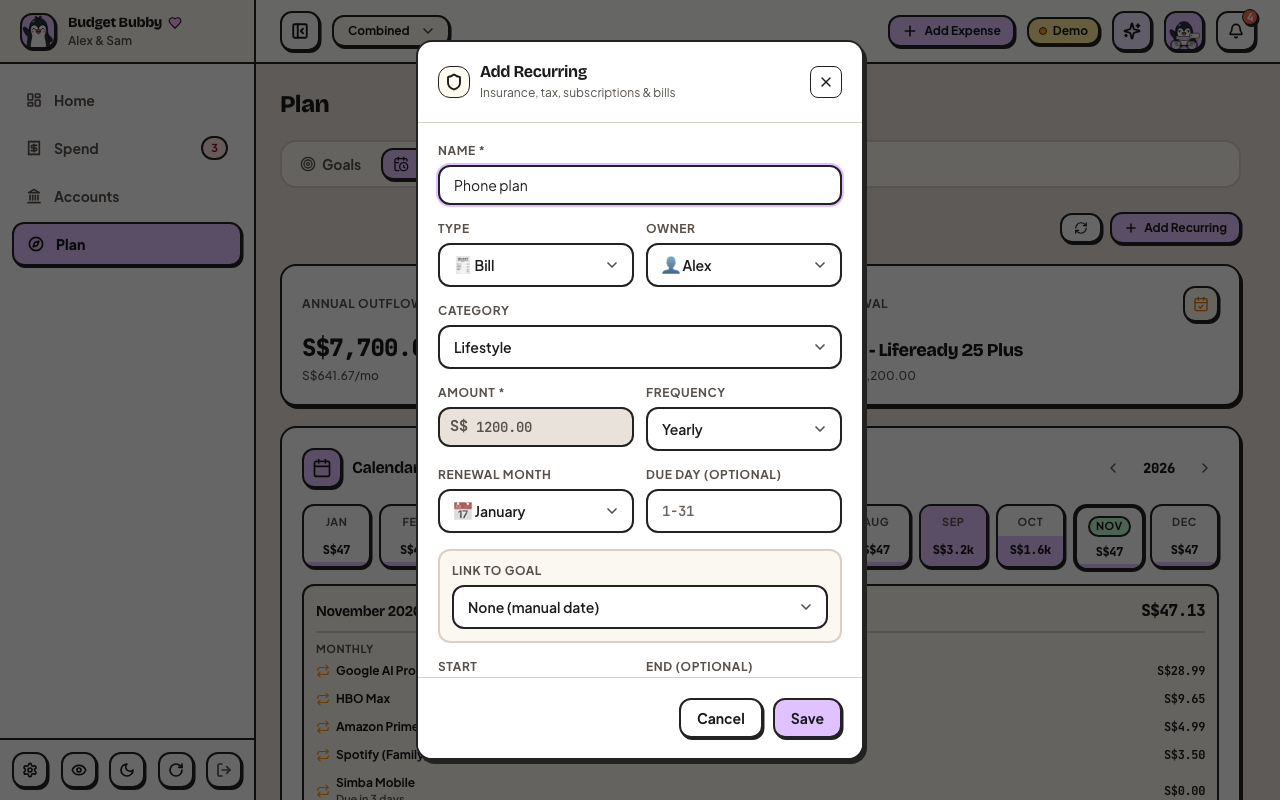 Budget Bubby
Alex & Sam
Combined
Add Expense
Demo
4
Home
Spend
3
Accounts
Plan
Plan
Goals
Add Recurring
ANNUAL OUTFLOW
S$7,700.
S$641.67/mo
- Lifeready 25 Plus
,200.00
Calendar
2026
JAN
S$47
S$47
SEP
S$3.2k
OCT
S$1.6k
NOV
S$47
DEC
S$47
November 2026
S$47.13
MONTHLY
Google AI Pro
S$28.99
HBO Max
S$9.65
Amazon Prime
S$4.99
Spotify (Family
S$3.50
Simba Mobile
Due in 3 days
S$0.00
Add Recurring
Insurance, tax, subscriptions & bills
NAME *
Phone plan
TYPE
OWNER
Bill
Alex
CATEGORY
Lifestyle
AMOUNT *
FREQUENCY
S$ 1200.00
Yearly
RENEWAL MONTH
DUE DAY (OPTIONAL)
17 January
1-31
LINK TO GOAL
None (manual date)
START
END (OPTIONAL)
Cancel
Save